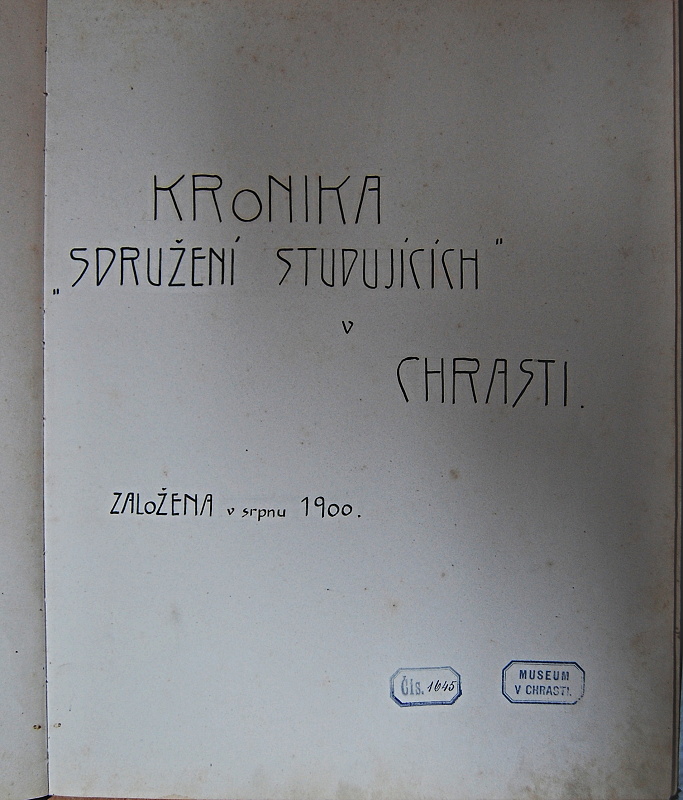 KRoNIKA
„SDRUŽENÍ STUDUJÍCÍCH"
v
CHRASTI.
ZALoŽENA v srpnu 1900.
Čís. 1645
MUSEUM
V CHRASTI.